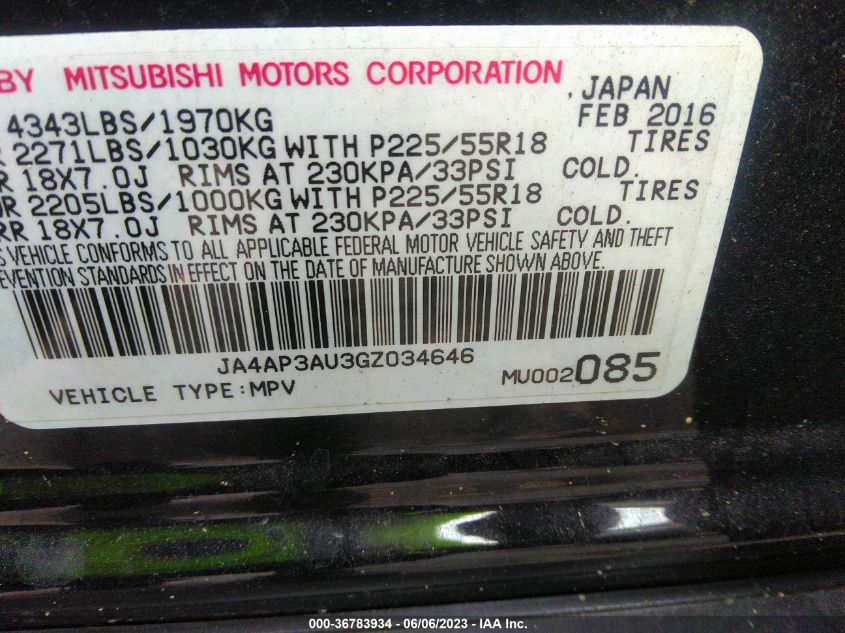 BY MITSUBISHI MOTORS CORPORATION
, JAPAN
4343LBS/1970KG FEB 2016
R 2271LBS/1030KG WITH P225/55R18 TIRES
R 18X7.0J RIMS AT 230KPA/33PSI COLD.
R 2205LBS/1000KG WITH P225/55R18 TIRES
RR 18X7.0J RIMS AT 230KPA/33PSI COLD.
S VEHICLE CONFORMS TO ALL APPLICABLE FEDERAL MOTOR VEHICLE SAFETY AND THEFT
EVENTION STANDARDS IN EFFECT ON THE DATE OF MANUFACTURE SHOWN ABOVE.
JA4AP3AU3GZ034646
VEHICLE TYPE:MPV MU002085
000-36783934 - 06/06/2023 - IAA Inc.